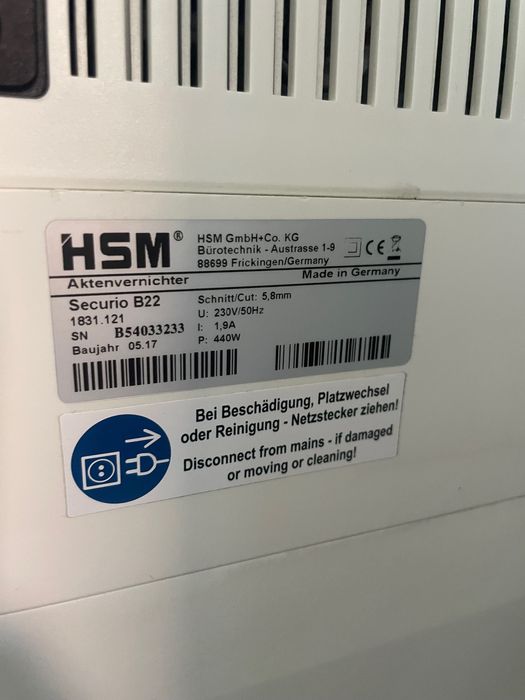 HSM®
HSM GmbH+Co. KG
Bürotechnik - Austrasse 1-9
88699 Frickingen/Germany
CE
Aktenvernichter
Made in Germany
Securio B22
1831.121
SN B54033233
Baujahr 05.17
Schnitt/Cut: 5,8mm
U: 230V/50Hz
I: 1,9A
P: 440W
Bei Beschädigung, Platzwechsel
oder Reinigung - Netzstecker ziehen!
Disconnect from mains - if damaged
or moving or cleaning!